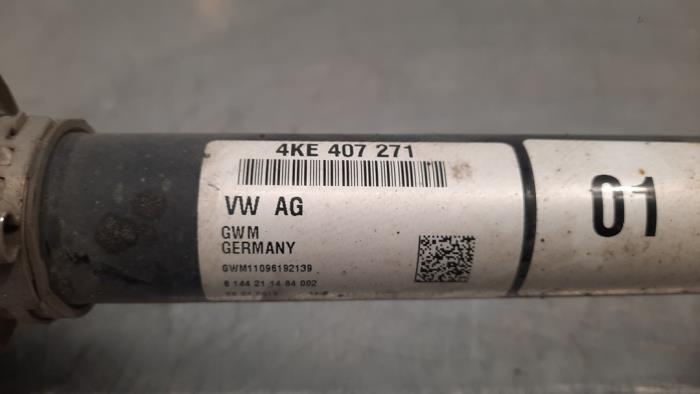 4KE 407 271
VW AG
GWM
GERMANY
GWM11096192139
6 144 21 14 84 002
01